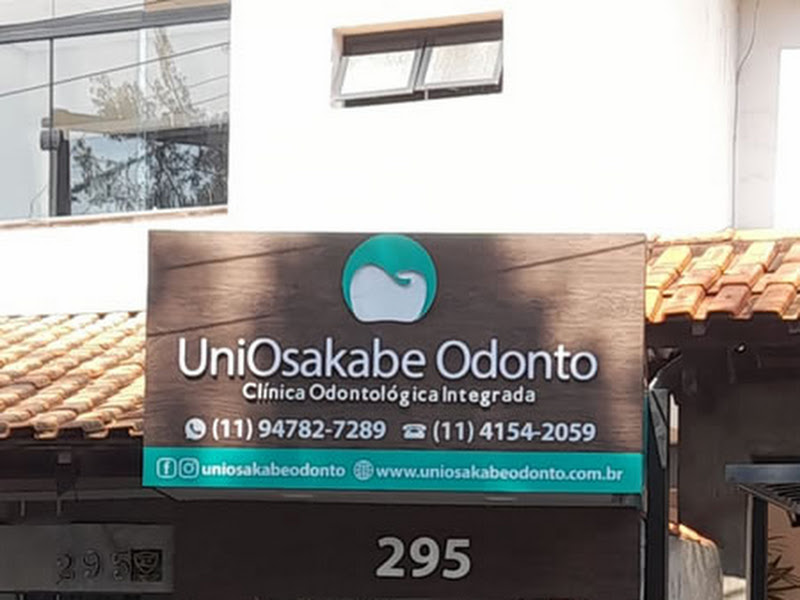 UniOsakabe Odonto
Clínica Odontológica Integrada
(11) 94782-7289 (11) 4154-2059
uniosakabeodonto www.uniosakabeodonto.com.br
295
295